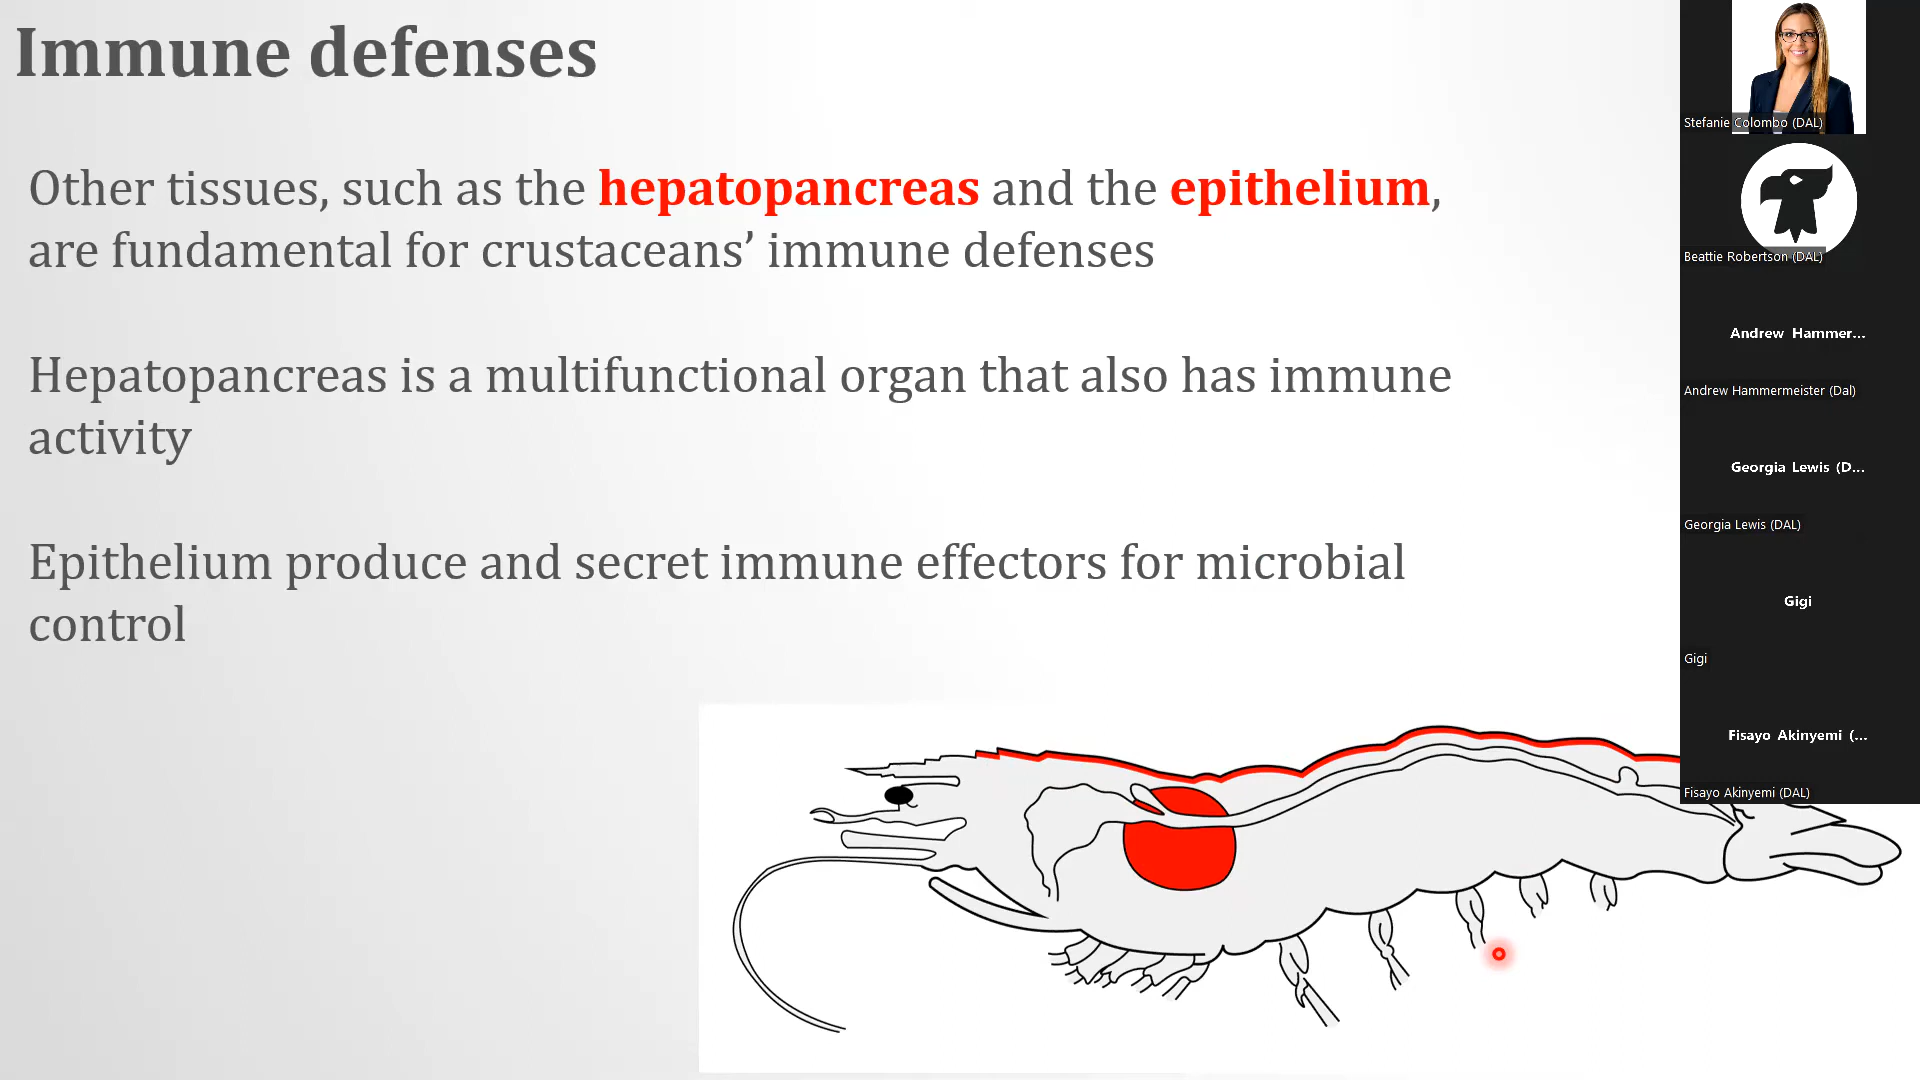 Immune defenses
Other tissues, such as the hepatopancreas and the epithelium,
are fundamental for crustaceans’ immune defenses
Hepatopancreas is a multifunctional organ that also has immune
activity
Epithelium produce and secret immune effectors for microbial
control
Stefanie Colombo (DAL)
Beattie Robertson (DAL)
Andrew Hammer...
Andrew Hammermeister (Dal)
Georgia Lewis (D...
Georgia Lewis (DAL)
Gigi
Gigi
Fisayo Akinyemi (...
Fisayo Akinyemi (DAL)